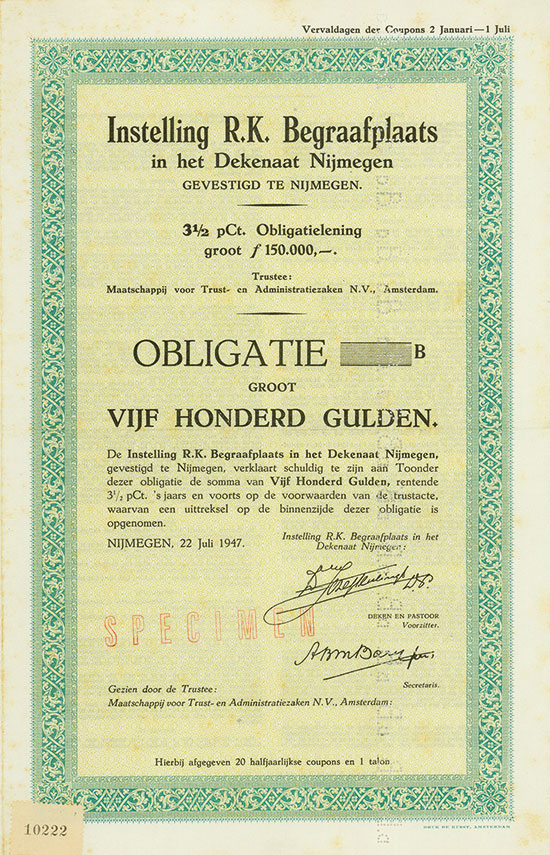 Vervaldagen der Coupons 2 Januari—1 Juli
Instelling R.K. Begraafplaats
in het Dekenaat Nijmegen
GEVESTIGD TE NIJMEGEN.
3½ pCt. Obligatielening
groot ƒ 150.000,—.
Trustee:
Maatschappij voor Trust- en Administratiezaken N.V., Amsterdam.
OBLIGATIE B
GROOT
VIJF HONDERD GULDEN.
De Instelling R.K. Begraafplaats in het Dekenaat Nijmegen,
gevestigd te Nijmegen, verklaart schuldig te zijn aan Toonder
dezer obligatie de somma van Vijf Honderd Gulden, rentende
3½ pCt. 's jaars en voorts op de voorwaarden van de trustacte,
waarvan een uittreksel op de binnenzijde dezer obligatie is
opgenomen.
NIJMEGEN, 22 Juli 1947.
Instelling R.K. Begraafplaats in het
Dekenaat Nijmegen:
DEKEN EN PASTOOR
Voorzitter.
SPECIMEN
Secretaris.
Gezien door de Trustee:
Maatschappij voor Trust- en Administratiezaken N.V., Amsterdam:
Hierbij afgegeven 20 halfjaarlijkse coupons en 1 talon
10222
DRUK DE BUSSY, AMSTERDAM